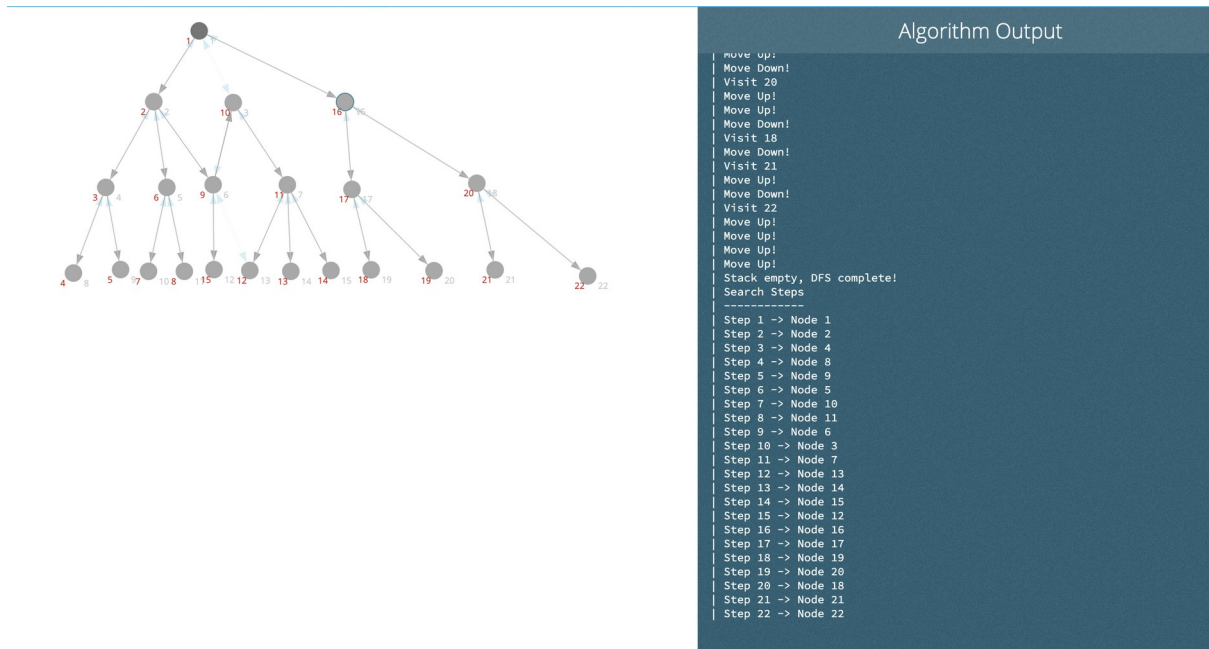 Algorithm Output
1 1
| Move Up!
| Move Down!
2 2 10 3 16 16
| Visit 20
| Move Up!
| Move Up!
| Move Down!
| Visit 18
| Move Down!
| Visit 21
| Move Up!
3 4 6 5 9 6 11 7 17 17 20 18
| Move Down!
| Visit 22
| Move Up!
| Move Up!
| Move Up!
| Move Up!
4 8 5 9 7 10 8 11 15 12 12 13 13 14 14 15 18 19 19 20 21 21 22 22
| Stack empty, DFS complete!
| Search Steps
| ------------
| Step 1 -> Node 1
| Step 2 -> Node 2
| Step 3 -> Node 4
| Step 4 -> Node 8
| Step 5 -> Node 9
| Step 6 -> Node 5
| Step 7 -> Node 10
| Step 8 -> Node 11
| Step 9 -> Node 6
| Step 10 -> Node 3
| Step 11 -> Node 7
| Step 12 -> Node 13
| Step 13 -> Node 14
| Step 14 -> Node 15
| Step 15 -> Node 12
| Step 16 -> Node 16
| Step 17 -> Node 17
| Step 18 -> Node 19
| Step 19 -> Node 20
| Step 20 -> Node 18
| Step 21 -> Node 21
| Step 22 -> Node 22